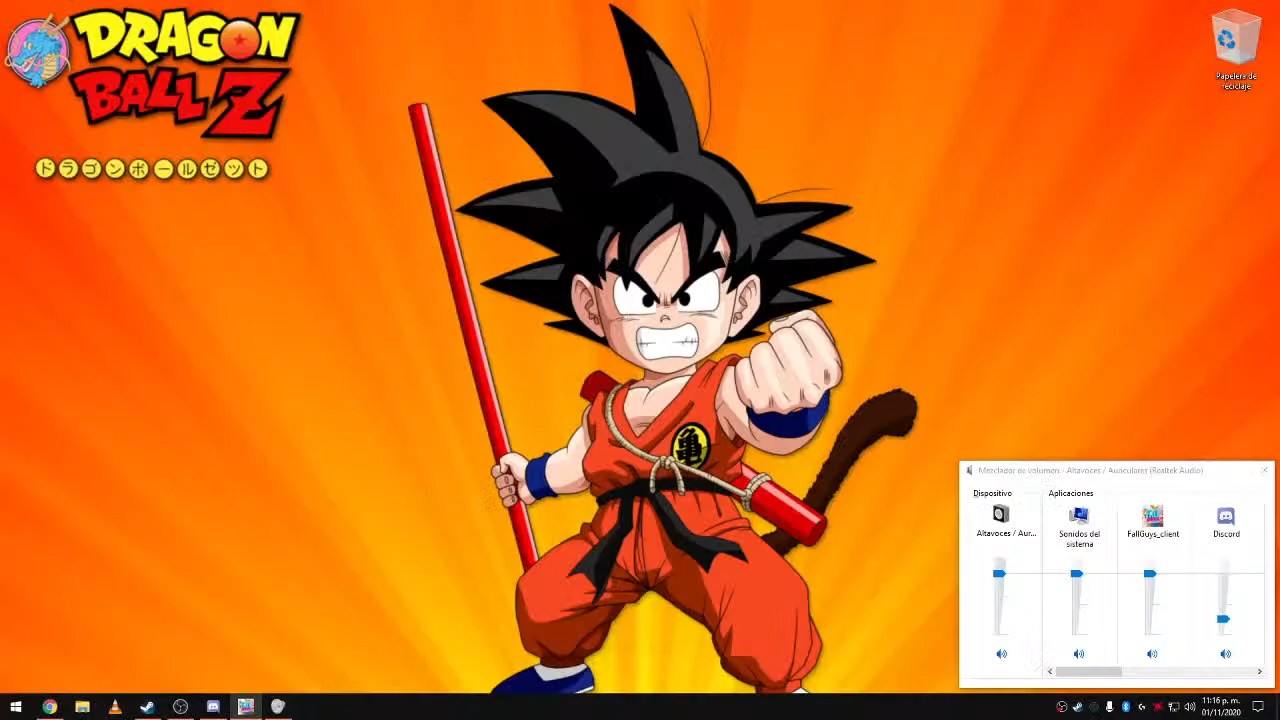 DRAGON
BALL Z
ドラゴンボールゼット
亀
Papelera de
reciclaje
Mezclador de volumen - Altavoces / Auriculares (Realtek Audio)
Dispositivo
Aplicaciones
Altavoces / Aur...
Sonidos del
sistema
FallGuys_client
Discord
11:16 p. m.
01/11/2020